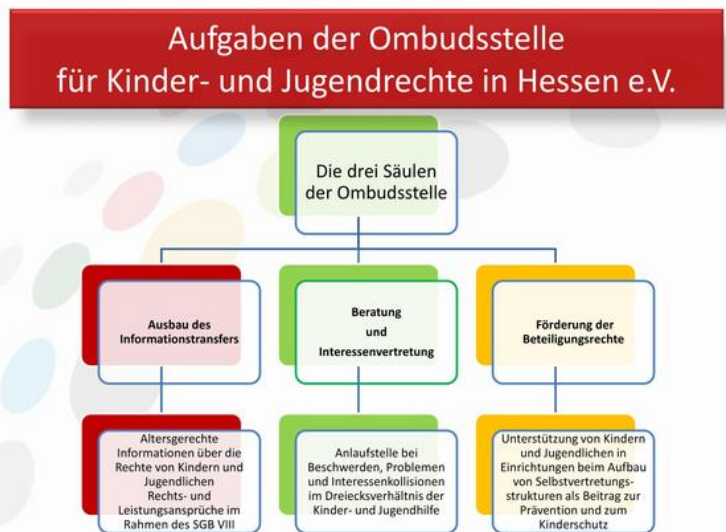 Aufgaben der Ombudsstelle
für Kinder- und Jugendrechte in Hessen e.V.
Die drei Säulen
der Ombudsstelle
Ausbau des
Informationstransfers
Beratung
und
Interessenvertretung
Förderung der
Beteiligungsrechte
Altersgerechte
Informationen über die
Rechte von Kindern und
Jugendlichen
Rechts- und
Leistungsansprüche im
Rahmen des SGB VIII
Anlaufstelle bei
Beschwerden, Problemen
und Interessenkollisionen
im Dreiecksverhältnis der
Kinder- und Jugendhilfe
Unterstützung von Kindern
und Jugendlichen in
Einrichtungen beim Aufbau
von Selbstvertretungs-
strukturen als Beitrag zur
Prävention und zum
Kinderschutz